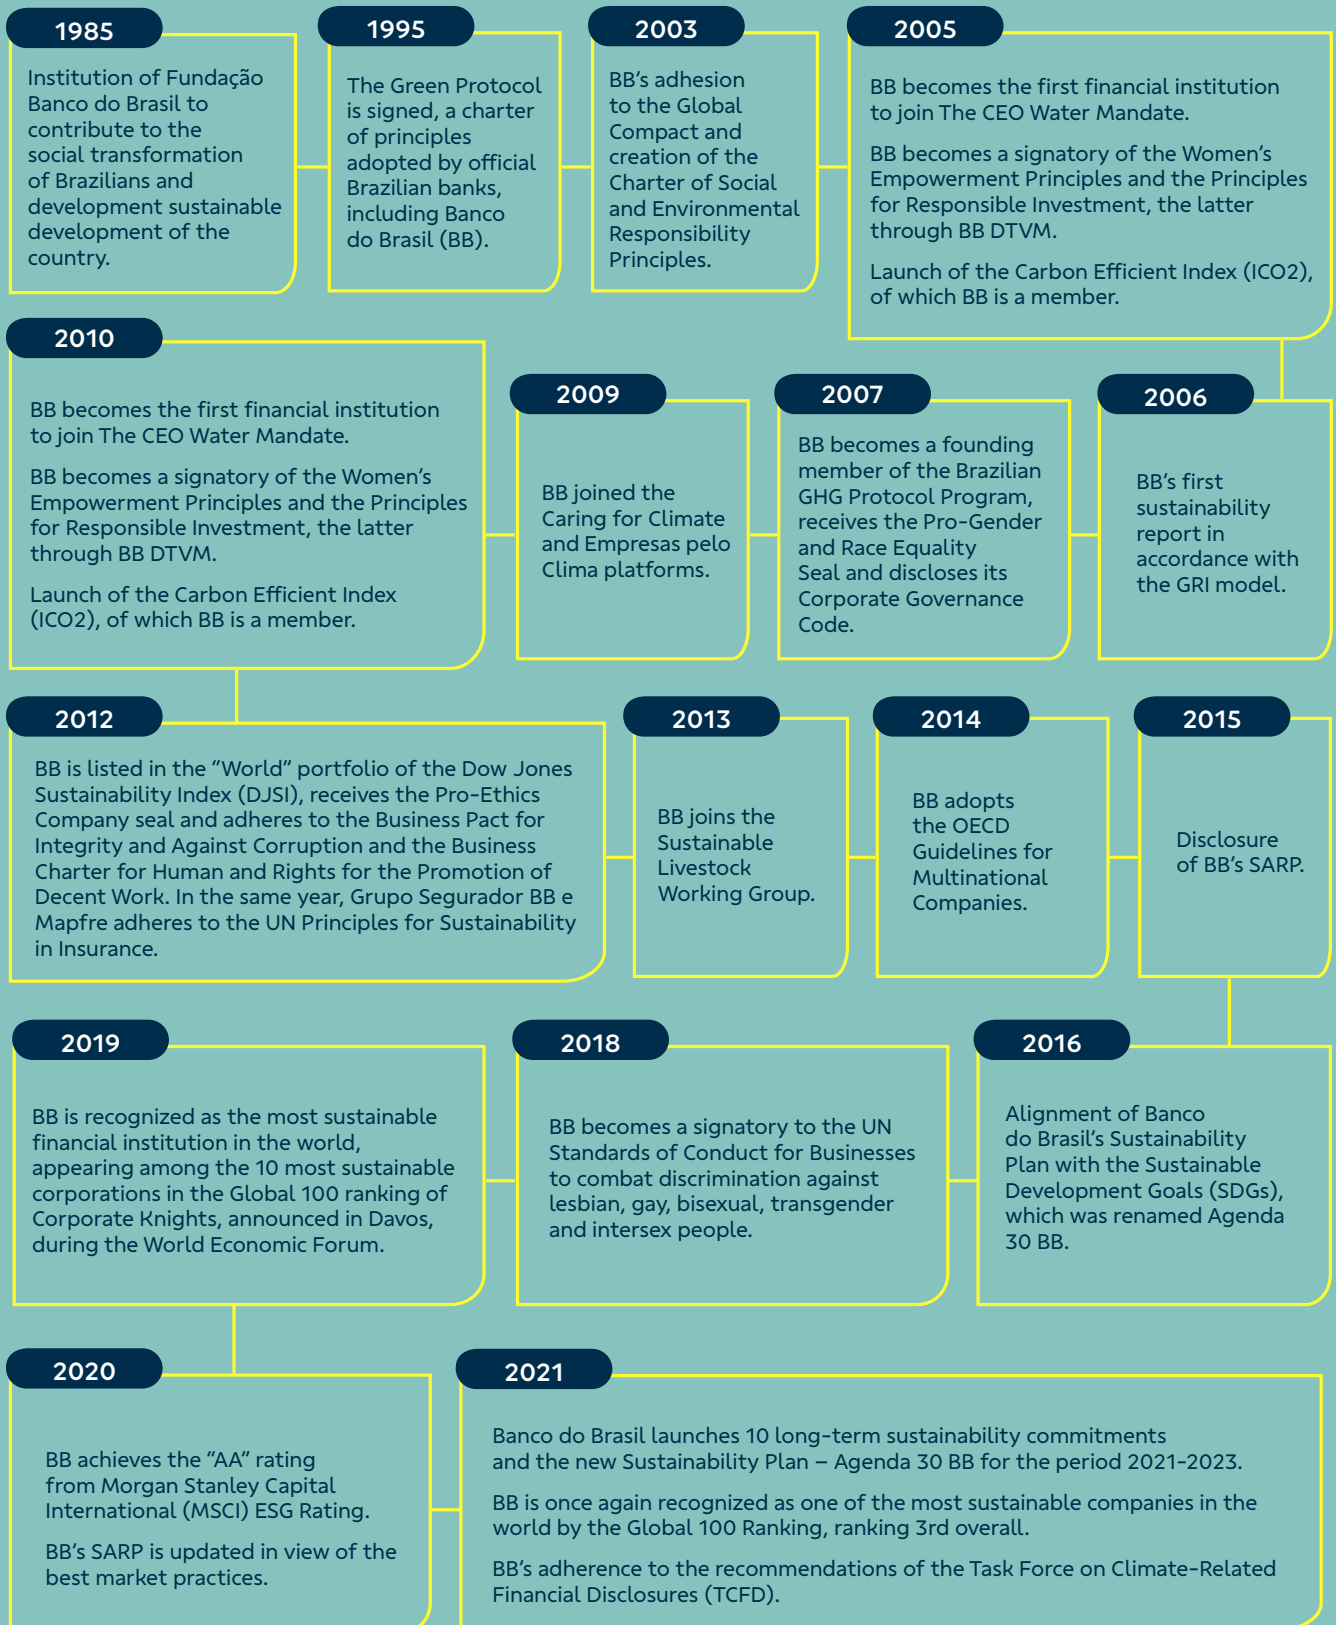 1985
Institution of Fundação
Banco do Brasil to
contribute to the
social transformation
of Brazilians and
development sustainable
development of the
country.
1995
The Green Protocol
is signed, a charter
of principles
adopted by official
Brazilian banks,
including Banco
do Brasil (BB).
2003
BB’s adhesion
to the Global
Compact and
creation of the
Charter of Social
and Environmental
Responsibility
Principles.
2005
BB becomes the first financial institution
to join The CEO Water Mandate.
BB becomes a signatory of the Women’s
Empowerment Principles and the Principles
for Responsible Investment, the latter
through BB DTVM.
Launch of the Carbon Efficient Index (ICO2),
of which BB is a member.
2006
BB’s first
sustainability
report in
accordance with
the GRI model.
2007
BB becomes a founding
member of the Brazilian
GHG Protocol Program,
receives the Pro-Gender
and Race Equality
Seal and discloses its
Corporate Governance
Code.
2009
BB joined the
Caring for Climate
and Empresas pelo
Clima platforms.
2010
BB becomes the first financial institution
to join The CEO Water Mandate.
BB becomes a signatory of the Women’s
Empowerment Principles and the Principles
for Responsible Investment, the latter
through BB DTVM.
Launch of the Carbon Efficient Index
(ICO2), of which BB is a member.
2012
BB is listed in the “World” portfolio of the Dow Jones
Sustainability Index (DJSI), receives the Pro-Ethics
Company seal and adheres to the Business Pact for
Integrity and Against Corruption and the Business
Charter for Human and Rights for the Promotion of
Decent Work. In the same year, Grupo Segurador BB e
Mapfre adheres to the UN Principles for Sustainability
in Insurance.
2013
BB joins the
Sustainable
Livestock
Working Group.
2014
BB adopts
the OECD
Guidelines for
Multinational
Companies.
2015
Disclosure
of BB’s SARP.
2016
Alignment of Banco
do Brasil’s Sustainability
Plan with the Sustainable
Development Goals (SDGs),
which was renamed Agenda
30 BB.
2018
BB becomes a signatory to the UN
Standards of Conduct for Businesses
to combat discrimination against
lesbian, gay, bisexual, transgender
and intersex people.
2019
BB is recognized as the most sustainable
financial institution in the world,
appearing among the 10 most sustainable
corporations in the Global 100 ranking of
Corporate Knights, announced in Davos,
during the World Economic Forum.
2020
BB achieves the “AA” rating
from Morgan Stanley Capital
International (MSCI) ESG Rating.
BB’s SARP is updated in view of the
best market practices.
2021
Banco do Brasil launches 10 long-term sustainability commitments
and the new Sustainability Plan – Agenda 30 BB for the period 2021-2023.
BB is once again recognized as one of the most sustainable companies in the
world by the Global 100 Ranking, ranking 3rd overall.
BB’s adherence to the recommendations of the Task Force on Climate-Related
Financial Disclosures (TCFD).